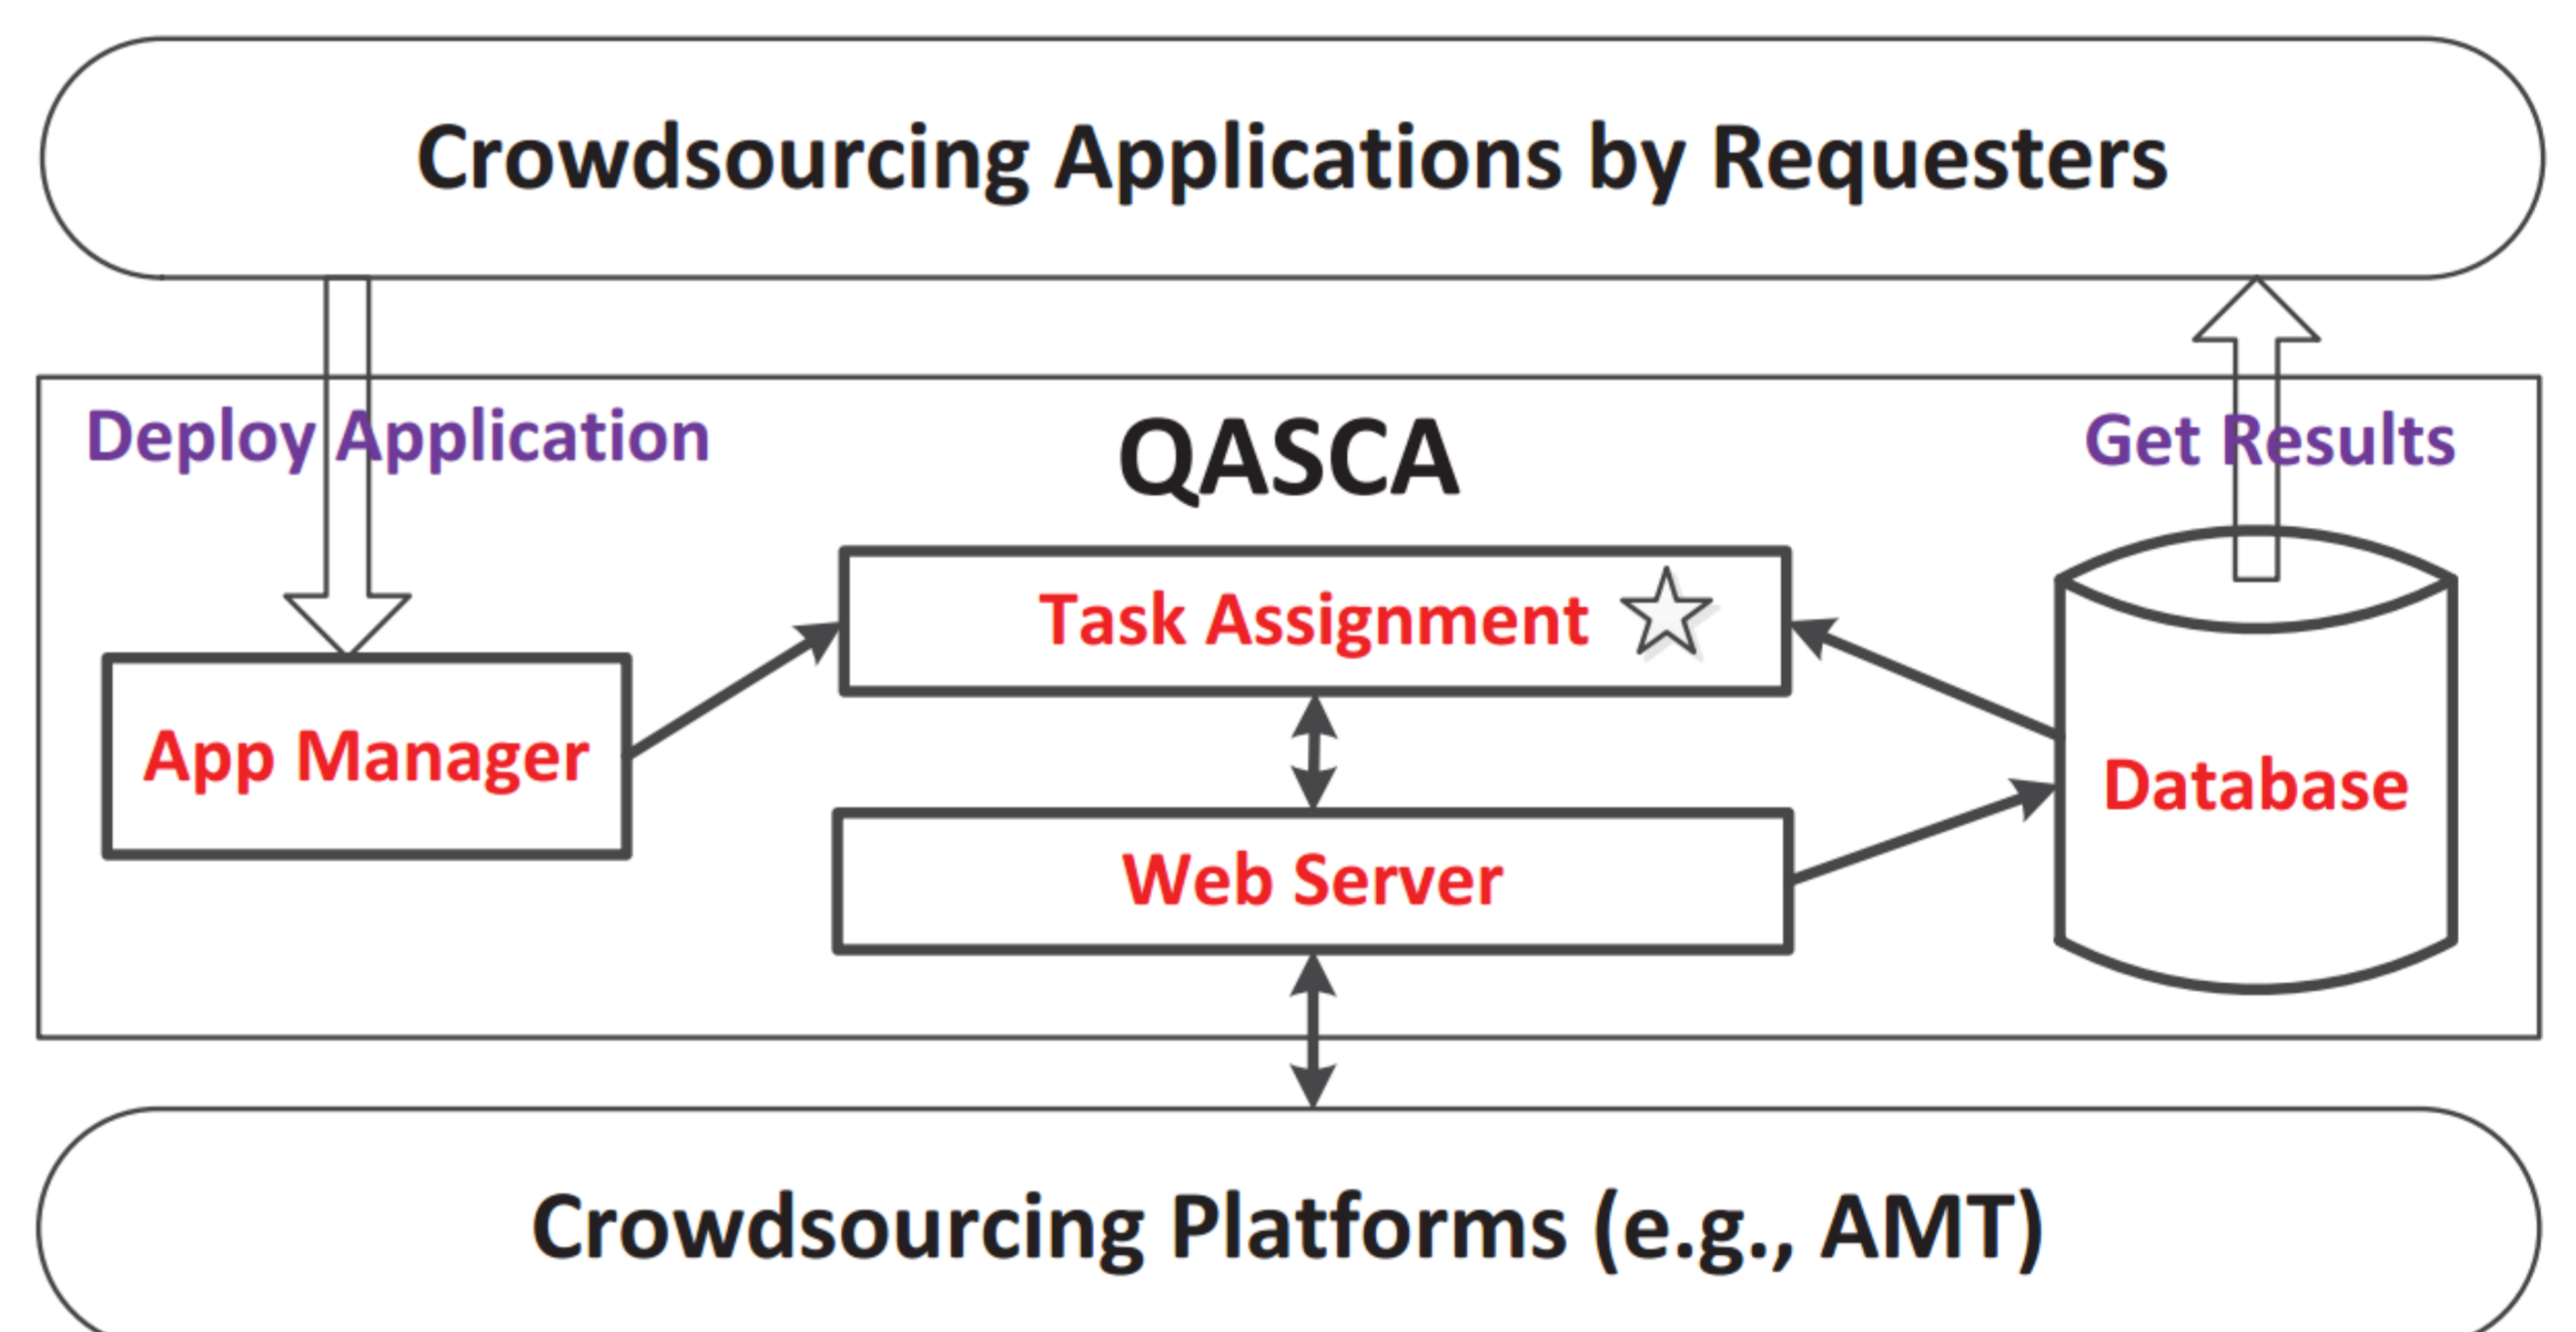 Crowdsourcing Applications by Requesters
Deploy Application
QASCA
Get Results
Task Assignment
App Manager
Database
Web Server
Crowdsourcing Platforms (e.g., AMT)